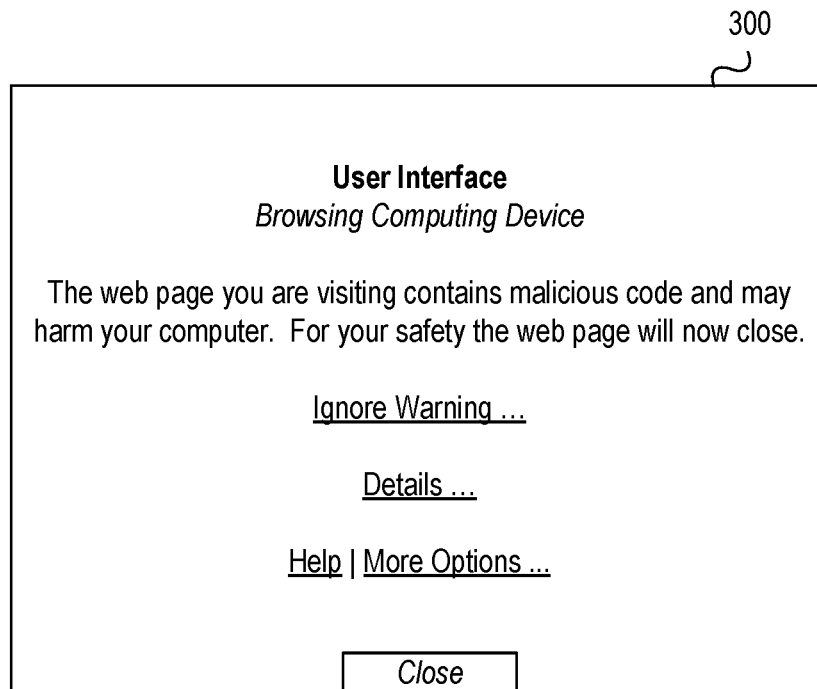 300
User Interface
Browsing Computing Device
The web page you are visiting contains malicious code and may
harm your computer.  For your safety the web page will now close.
Ignore Warning ...
Details ...
Help | More Options ...
Close